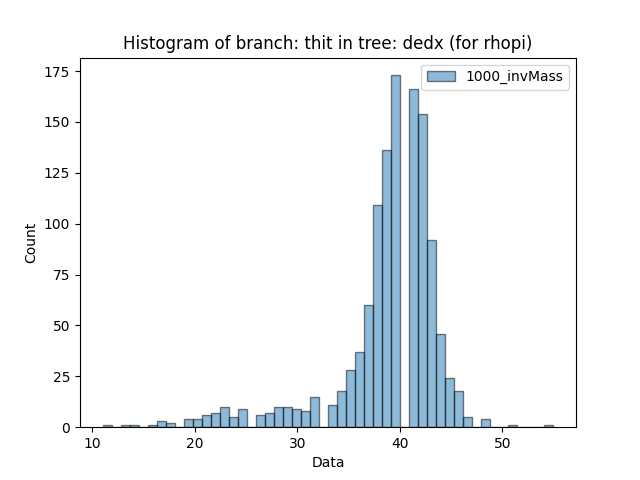 Histogram of branch: thit in tree: dedx (for rhopi)
1000_invMass
175
150
125
100
75
50
25
0
Count
10 20 30 40 50
Data